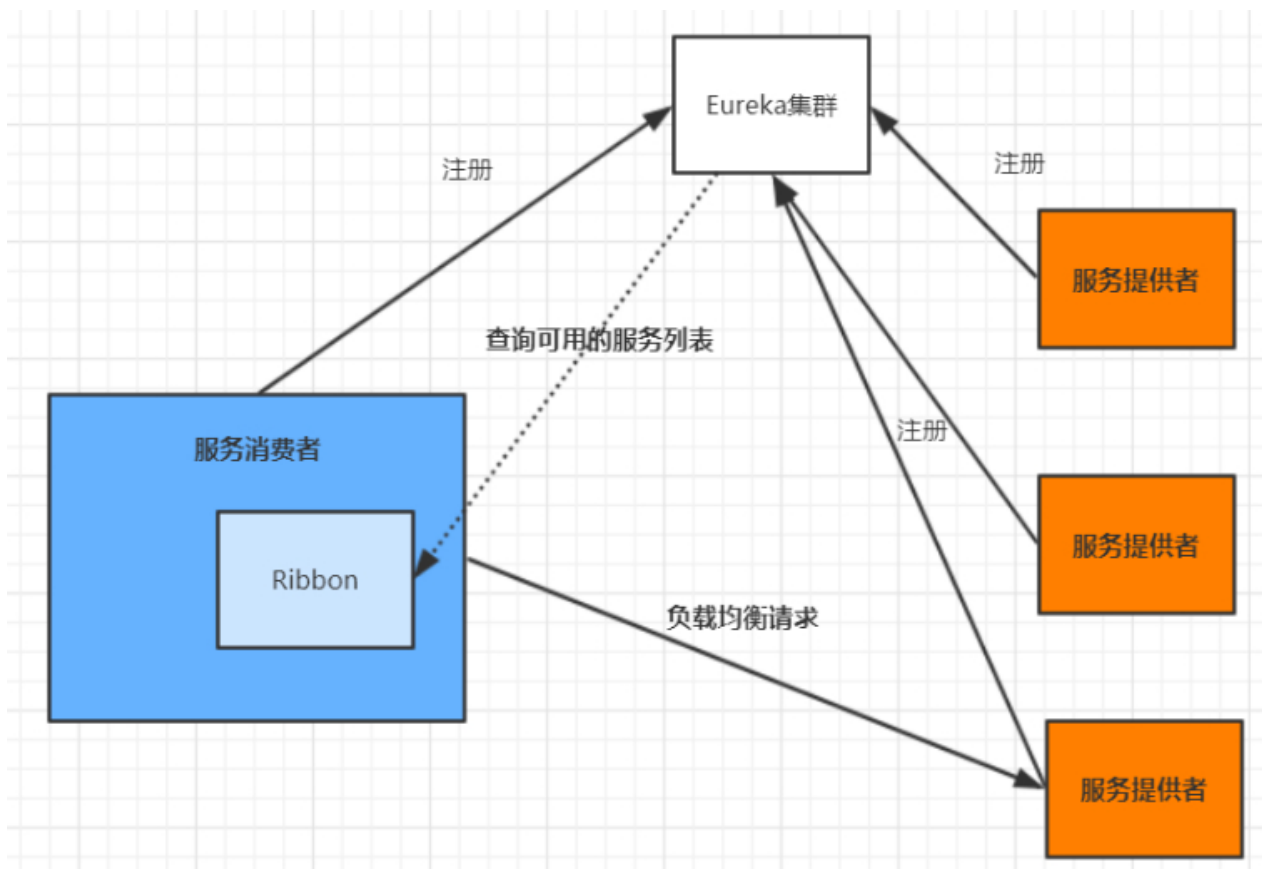 Eureka集群
注册
注册
服务提供者
查询可用的服务列表
注册
服务消费者
服务提供者
Ribbon
负载均衡请求
服务提供者